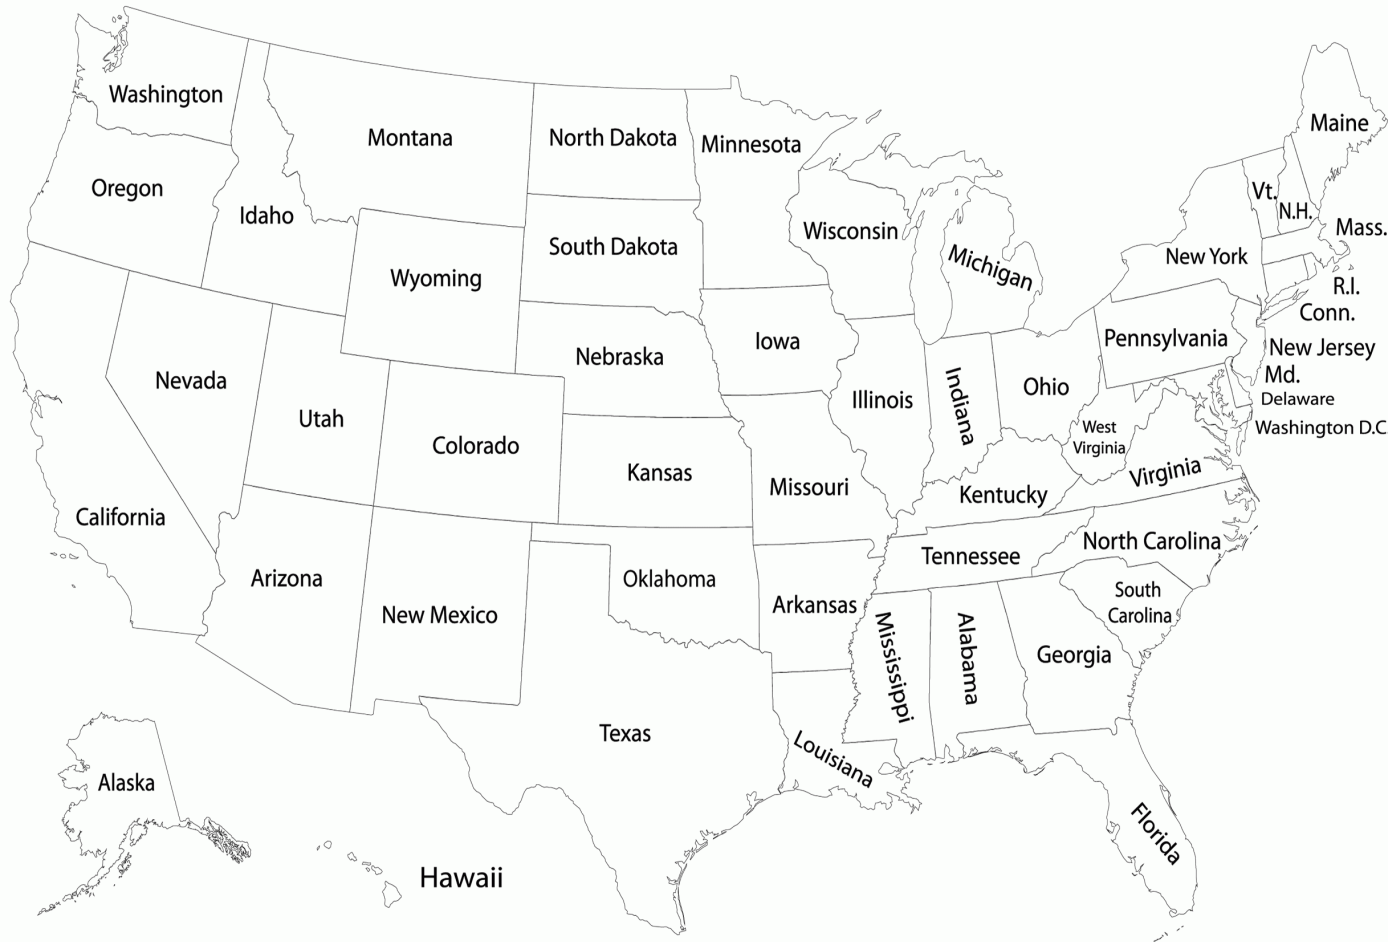 Washington
Montana
North Dakota
Minnesota
Maine
Oregon
Idaho
Vt.
N.H.
Mass.
Wisconsin
South Dakota
New York
Michigan
Wyoming
R.I.
Conn.
Pennsylvania
Iowa
New Jersey
Nebraska
Md.
Nevada
Ohio
Delaware
Illinois
Indiana
Utah
Washington D.C
West
Virginia
Colorado
Kansas
Virginia
Missouri
Kentucky
California
North Carolina
Tennessee
Arizona
Oklahoma
South
Carolina
Arkansas
New Mexico
Mississippi
Alabama
Georgia
Texas
Louisiana
Alaska
Florida
Hawaii